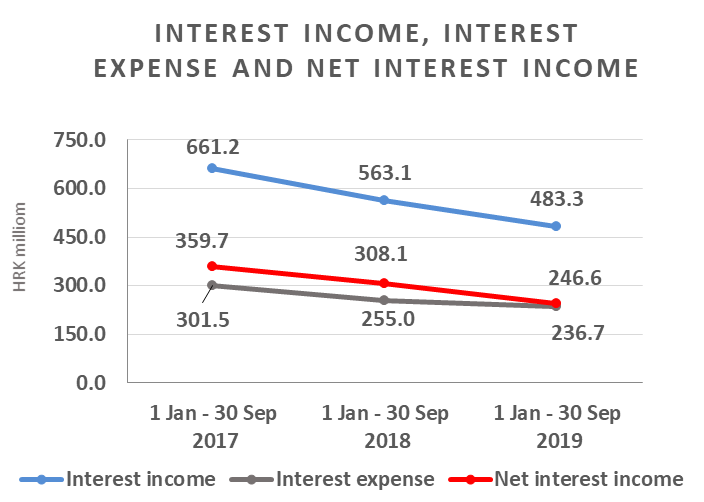 INTEREST INCOME, INTEREST
EXPENSE AND NET INTEREST INCOME
HRK milliom
750.0
600.0
450.0
300.0
150.0
0.0
661.2
563.1
483.3
359.7
308.1
246.6
301.5
255.0
236.7
1 Jan - 30 Sep
2017
1 Jan - 30 Sep
2018
1 Jan - 30 Sep
2019
Interest income
Interest expense
Net interest income